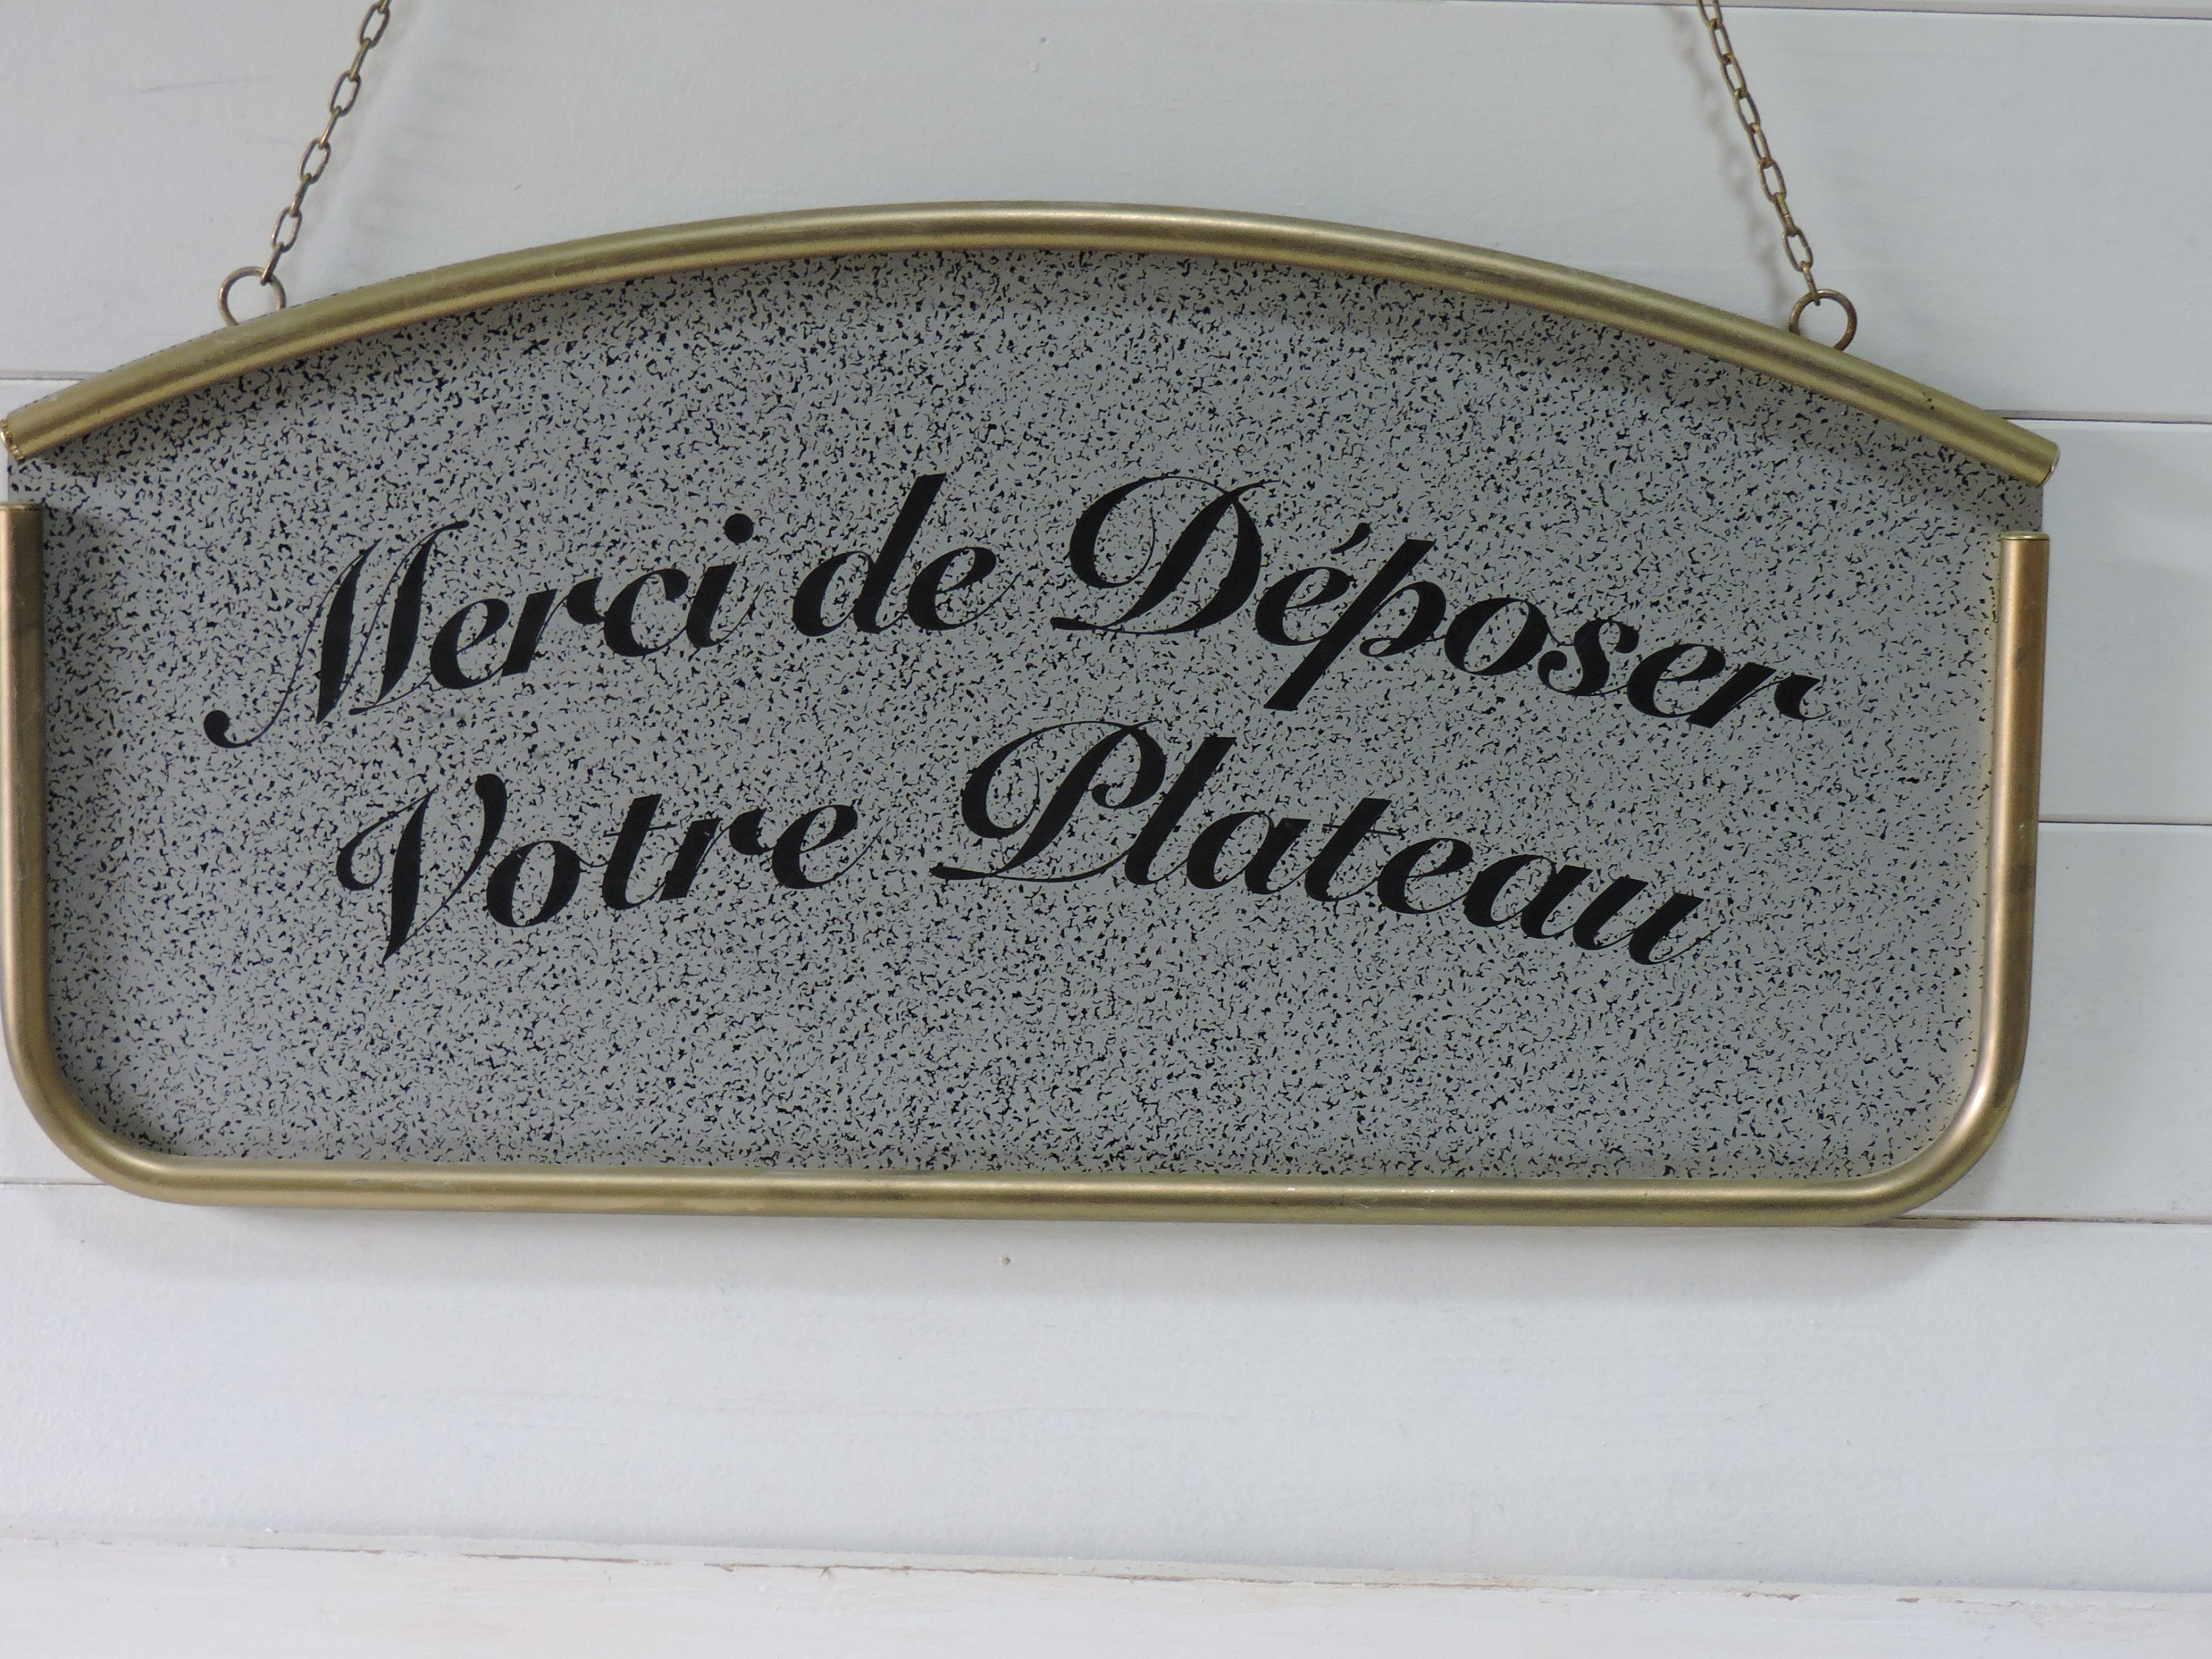 Merci de Déposer
Votre Plateau